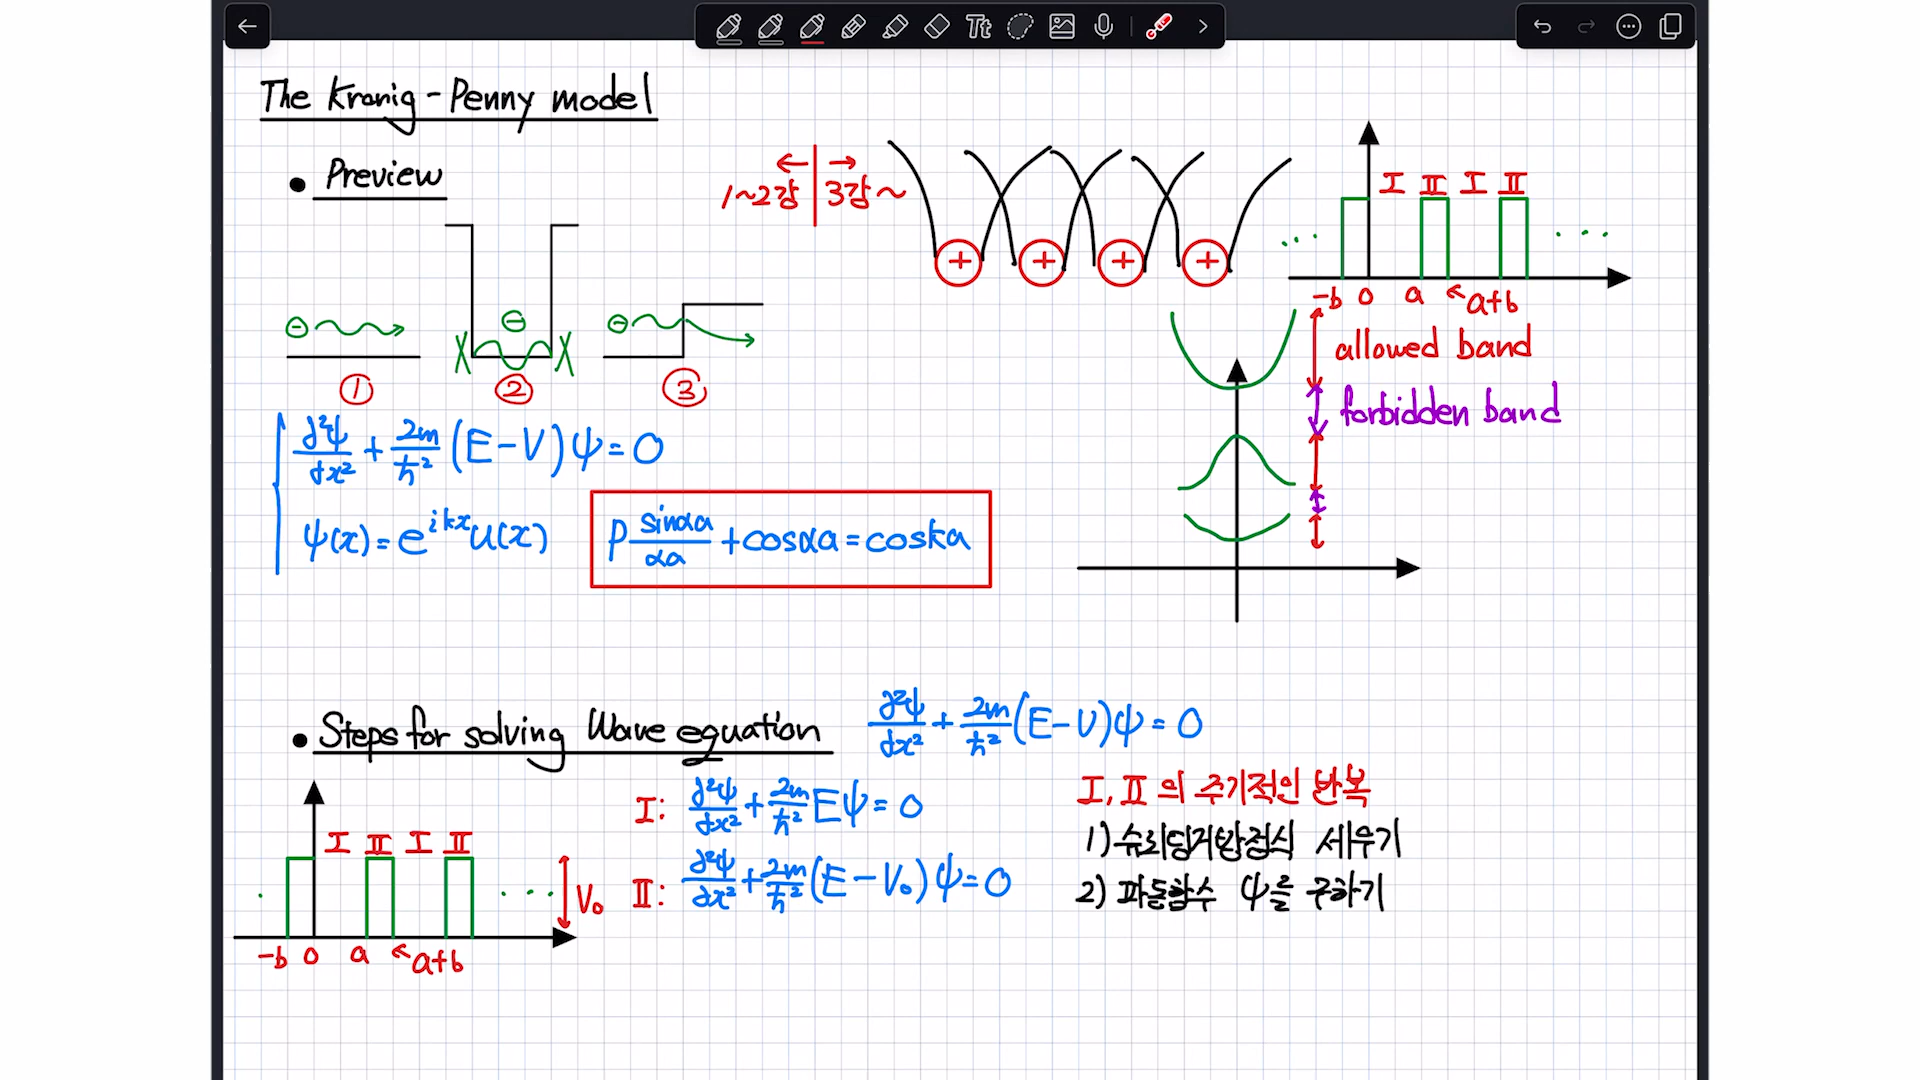 The Kronig-Penny model
• Preview
1~2강 | 3강~
I II I II
-b 0 a a+b
① ② ③
allowed band
forbidden band
d²ψ/dx² + 2m/ħ² (E-V)ψ = 0
ψ(x) = e^{ikx} u(x)
P sinαa/αa + cosαa = coska
• Steps for solving Wave equation
d²ψ/dx² + 2m/ħ² (E-V)ψ = 0
I: d²ψ/dx² + 2m/ħ² Eψ = 0
II: d²ψ/dx² + 2m/ħ² (E-V₀)ψ = 0
I, II 의 주기적인 반복
1) 슈뢰딩거방정식 세우기
2) 파동함수 ψ를 구하기
I II I II
V₀
-b 0 a a+b